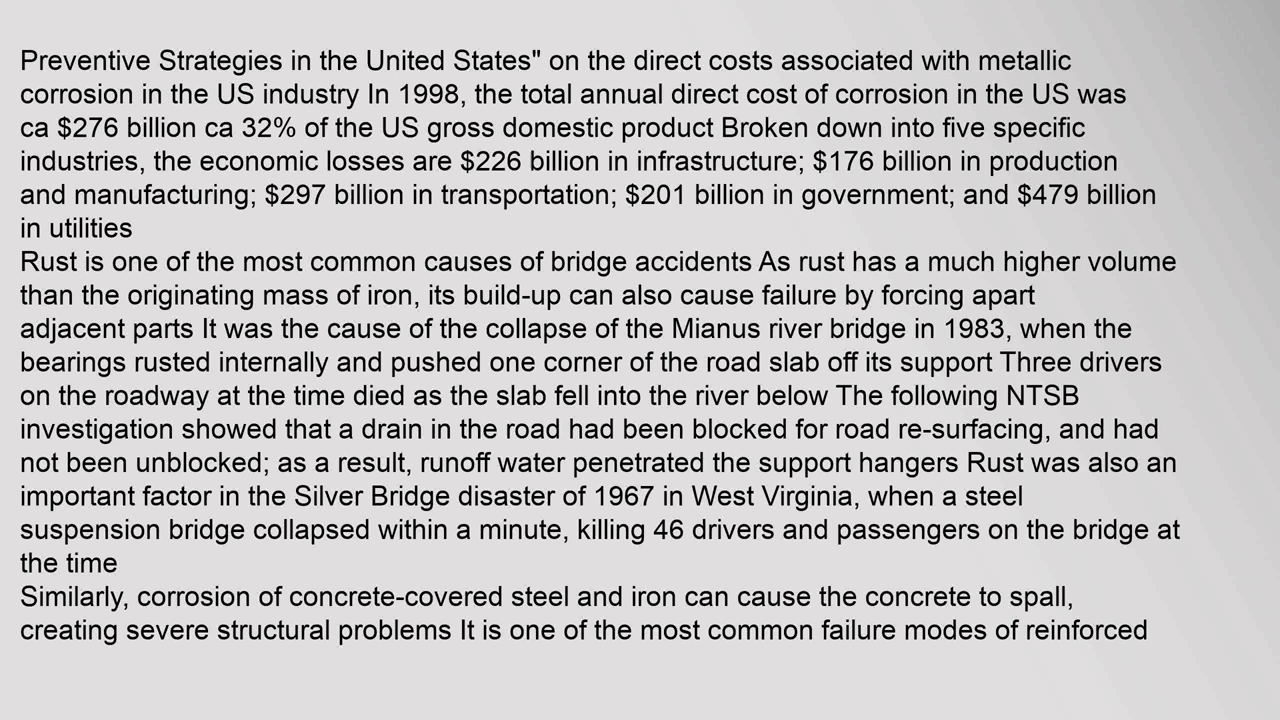 Preventive Strategies in the United States" on the direct costs associated with metallic
corrosion in the US industry In 1998, the total annual direct cost of corrosion in the US was
ca $276 billion ca 32% of the US gross domestic product Broken down into five specific
industries, the economic losses are $226 billion in infrastructure; $176 billion in production
and manufacturing; $297 billion in transportation; $201 billion in government; and $479 billion
in utilities
Rust is one of the most common causes of bridge accidents As rust has a much higher volume
than the originating mass of iron, its build-up can also cause failure by forcing apart
adjacent parts It was the cause of the collapse of the Mianus river bridge in 1983, when the
bearings rusted internally and pushed one corner of the road slab off its support Three drivers
on the roadway at the time died as the slab fell into the river below The following NTSB
investigation showed that a drain in the road had been blocked for road re-surfacing, and had
not been unblocked; as a result, runoff water penetrated the support hangers Rust was also an
important factor in the Silver Bridge disaster of 1967 in West Virginia, when a steel
suspension bridge collapsed within a minute, killing 46 drivers and passengers on the bridge at
the time
Similarly, corrosion of concrete-covered steel and iron can cause the concrete to spall,
creating severe structural problems It is one of the most common failure modes of reinforced